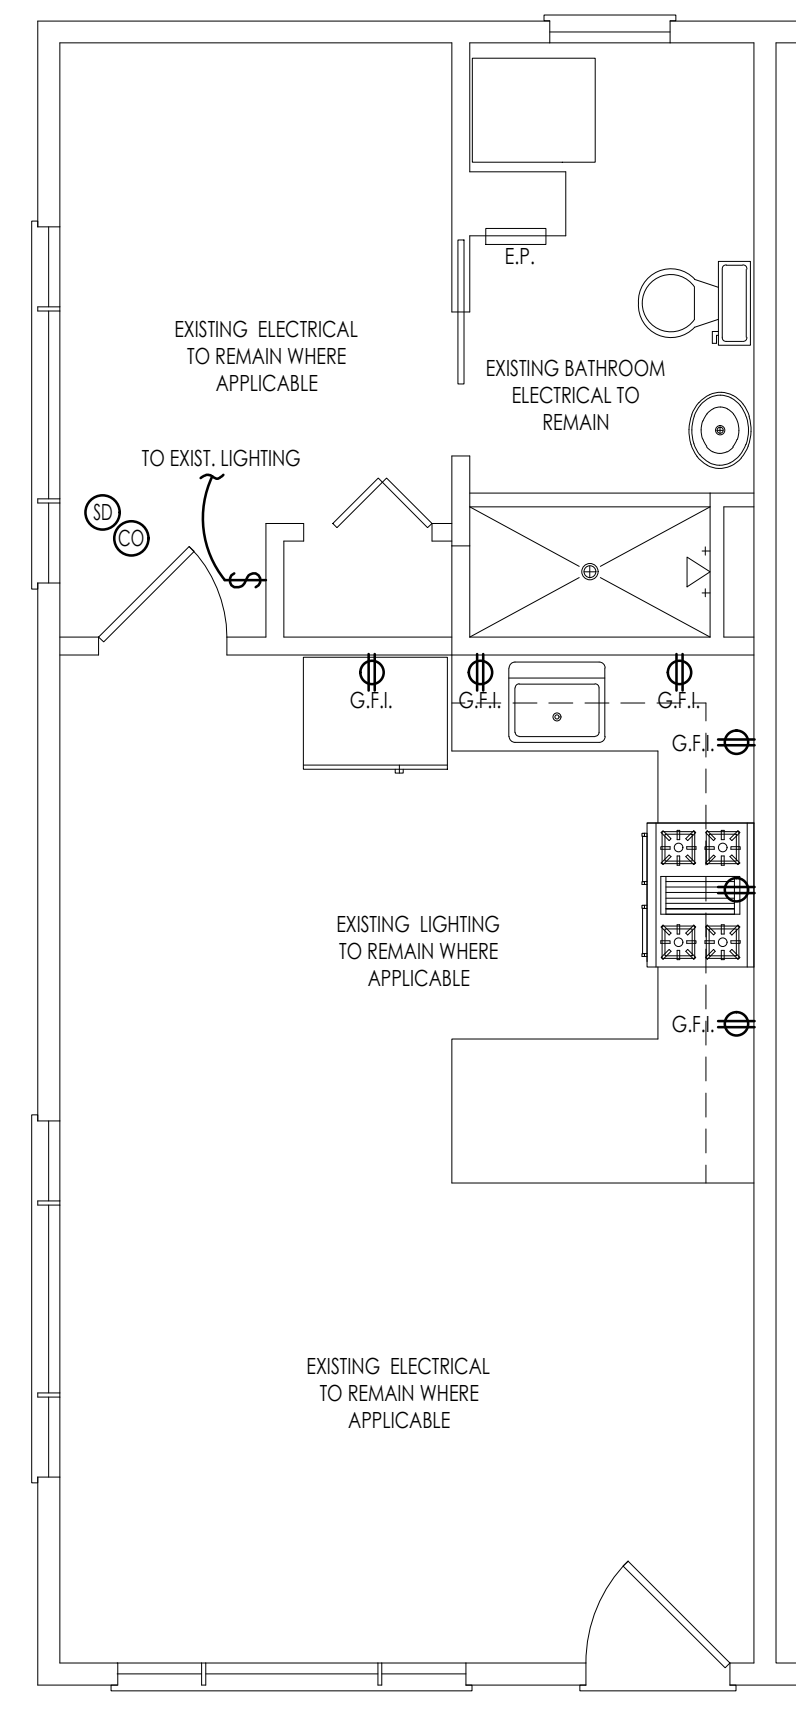 E.P.
EXISTING ELECTRICAL
TO REMAIN WHERE
APPLICABLE
EXISTING BATHROOM
ELECTRICAL TO
REMAIN
TO EXIST. LIGHTING
SD
CO
G.F.I.
G.F.I.
G.F.I.
G.F.I.
EXISTING LIGHTING
TO REMAIN WHERE
APPLICABLE
G.F.I.
EXISTING ELECTRICAL
TO REMAIN WHERE
APPLICABLE